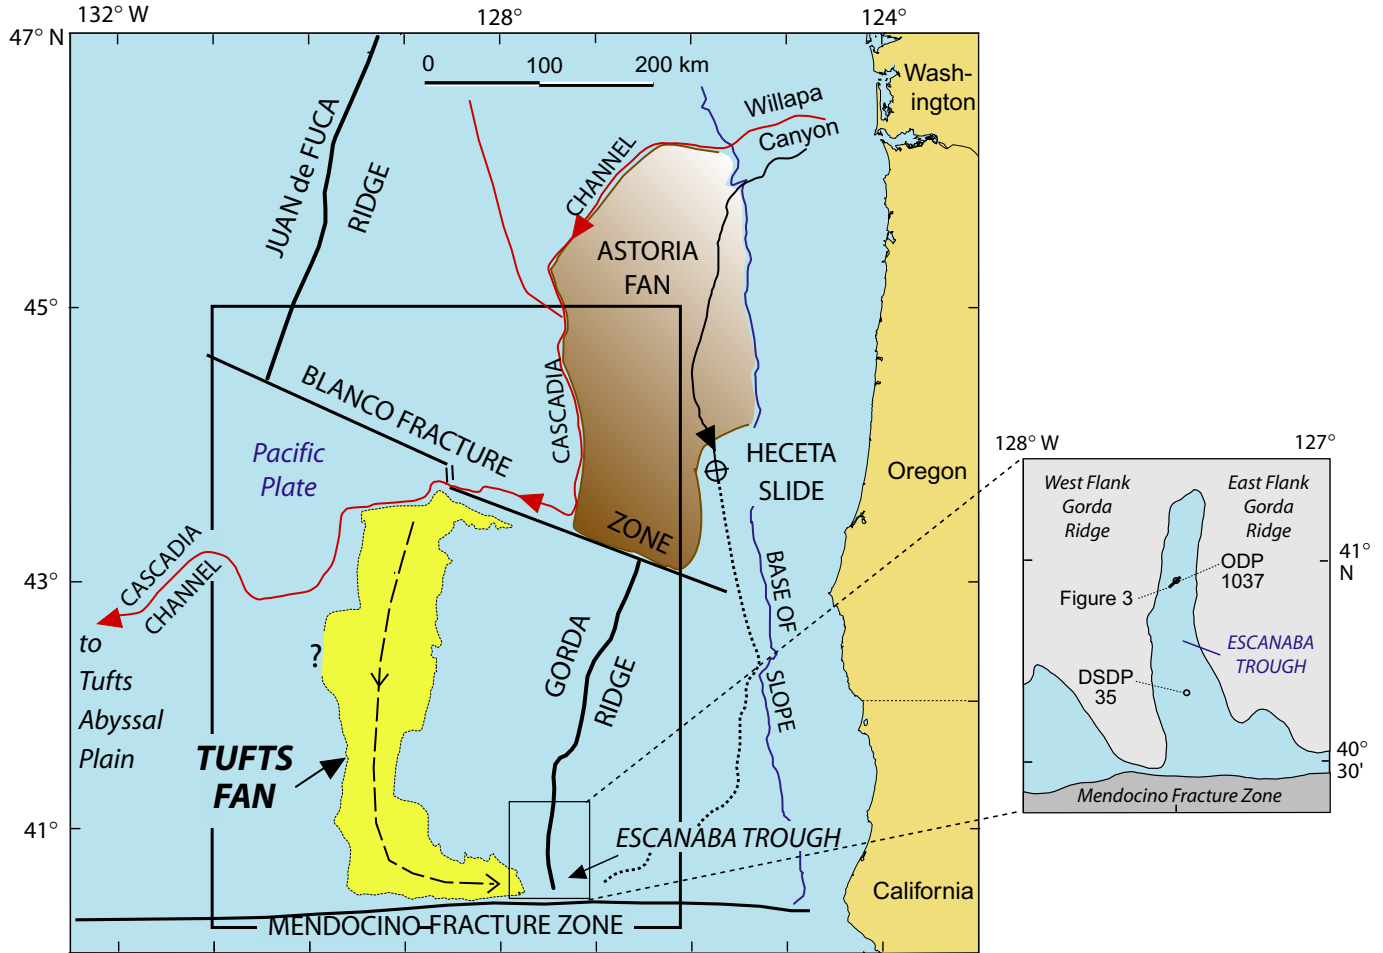 132° W
128°
124°
47° N
45°
43°
41°
0
100
200 km
Wash-
ington
Willapa
Canyon
JUAN de FUCA
RIDGE
CHANNEL
ASTORIA
FAN
CASCADIA
BLANCO FRACTURE
ZONE
Pacific
Plate
HECETA
SLIDE
Oregon
CASCADIA
CHANNEL
to
Tufts
Abyssal
Plain
?
TUFTS
FAN
GORDA
RIDGE
BASE OF
SLOPE
ESCANABA TROUGH
California
MENDOCINO FRACTURE ZONE
128° W
127°
West Flank
Gorda
Ridge
East Flank
Gorda
Ridge
41°
N
ODP
1037
Figure 3
ESCANABA
TROUGH
DSDP
35
40°
30'
Mendocino Fracture Zone